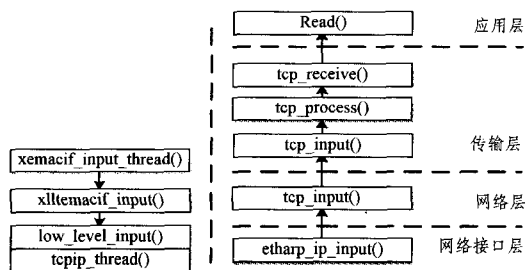 Read()
应用层
tcp_receive()
tcp_process()
tcp_input()
传输层
xemacif_input_thread()
xlltemacif_input()
tcp_input()
网络层
low_level_input()
tcpip_thread()
etharp_ip_input()
网络接口层